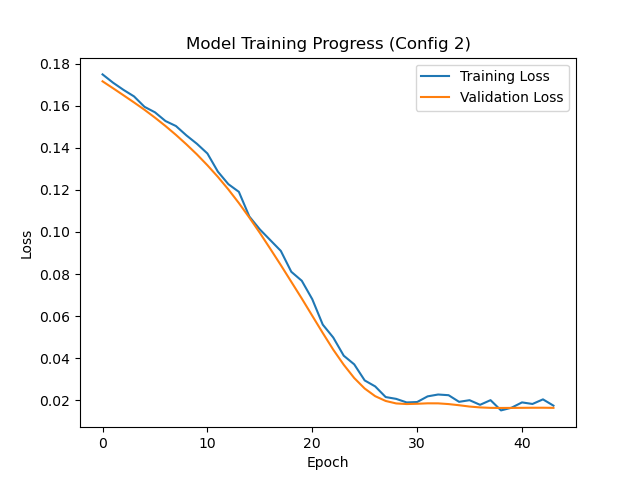 Model Training Progress (Config 2)
Training Loss
Validation Loss
0.18
0.16
0.14
0.12
0.10
0.08
0.06
0.04
0.02
Loss
0 10 20 30 40
Epoch